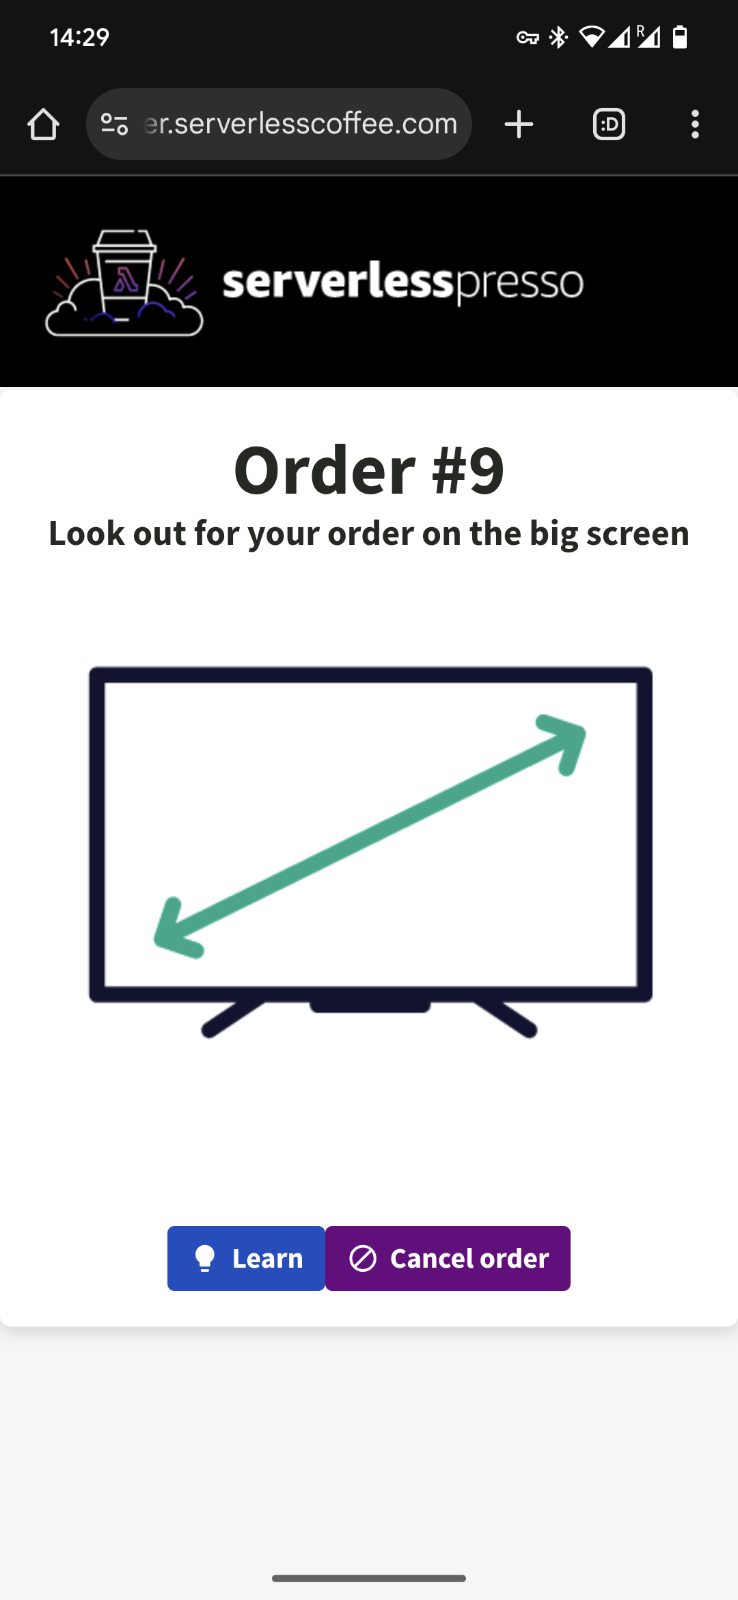 14:29
R
er.serverlesscoffee.com
:D
serverlesspresso
Order #9
Look out for your order on the big screen
Learn
Cancel order